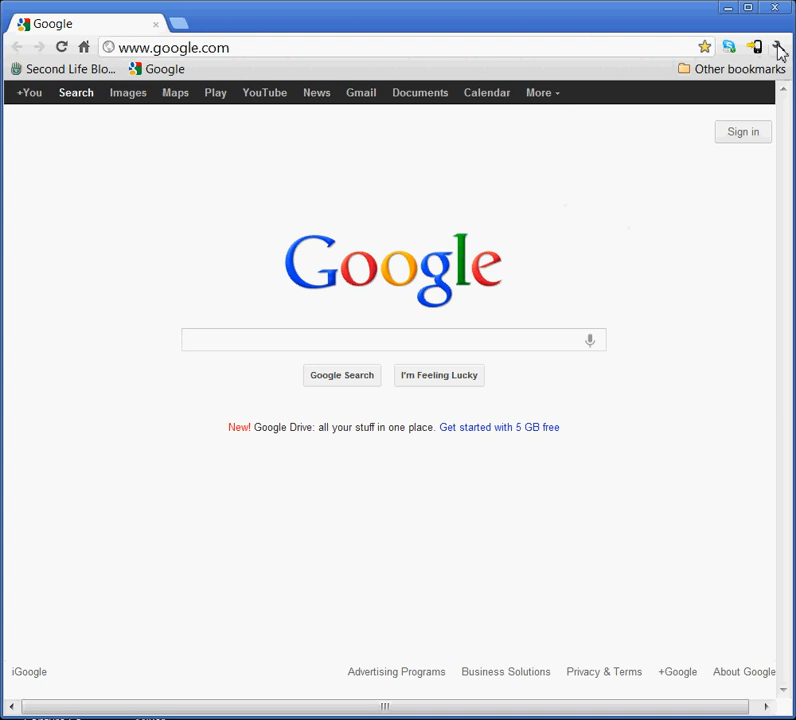 Google
www.google.com
Second Life Blo... Google Other bookmarks
+You Search Images Maps Play YouTube News Gmail Documents Calendar More
Sign in
Google
Google Search I'm Feeling Lucky
New! Google Drive: all your stuff in one place. Get started with 5 GB free
iGoogle Advertising Programs Business Solutions Privacy & Terms +Google About Google